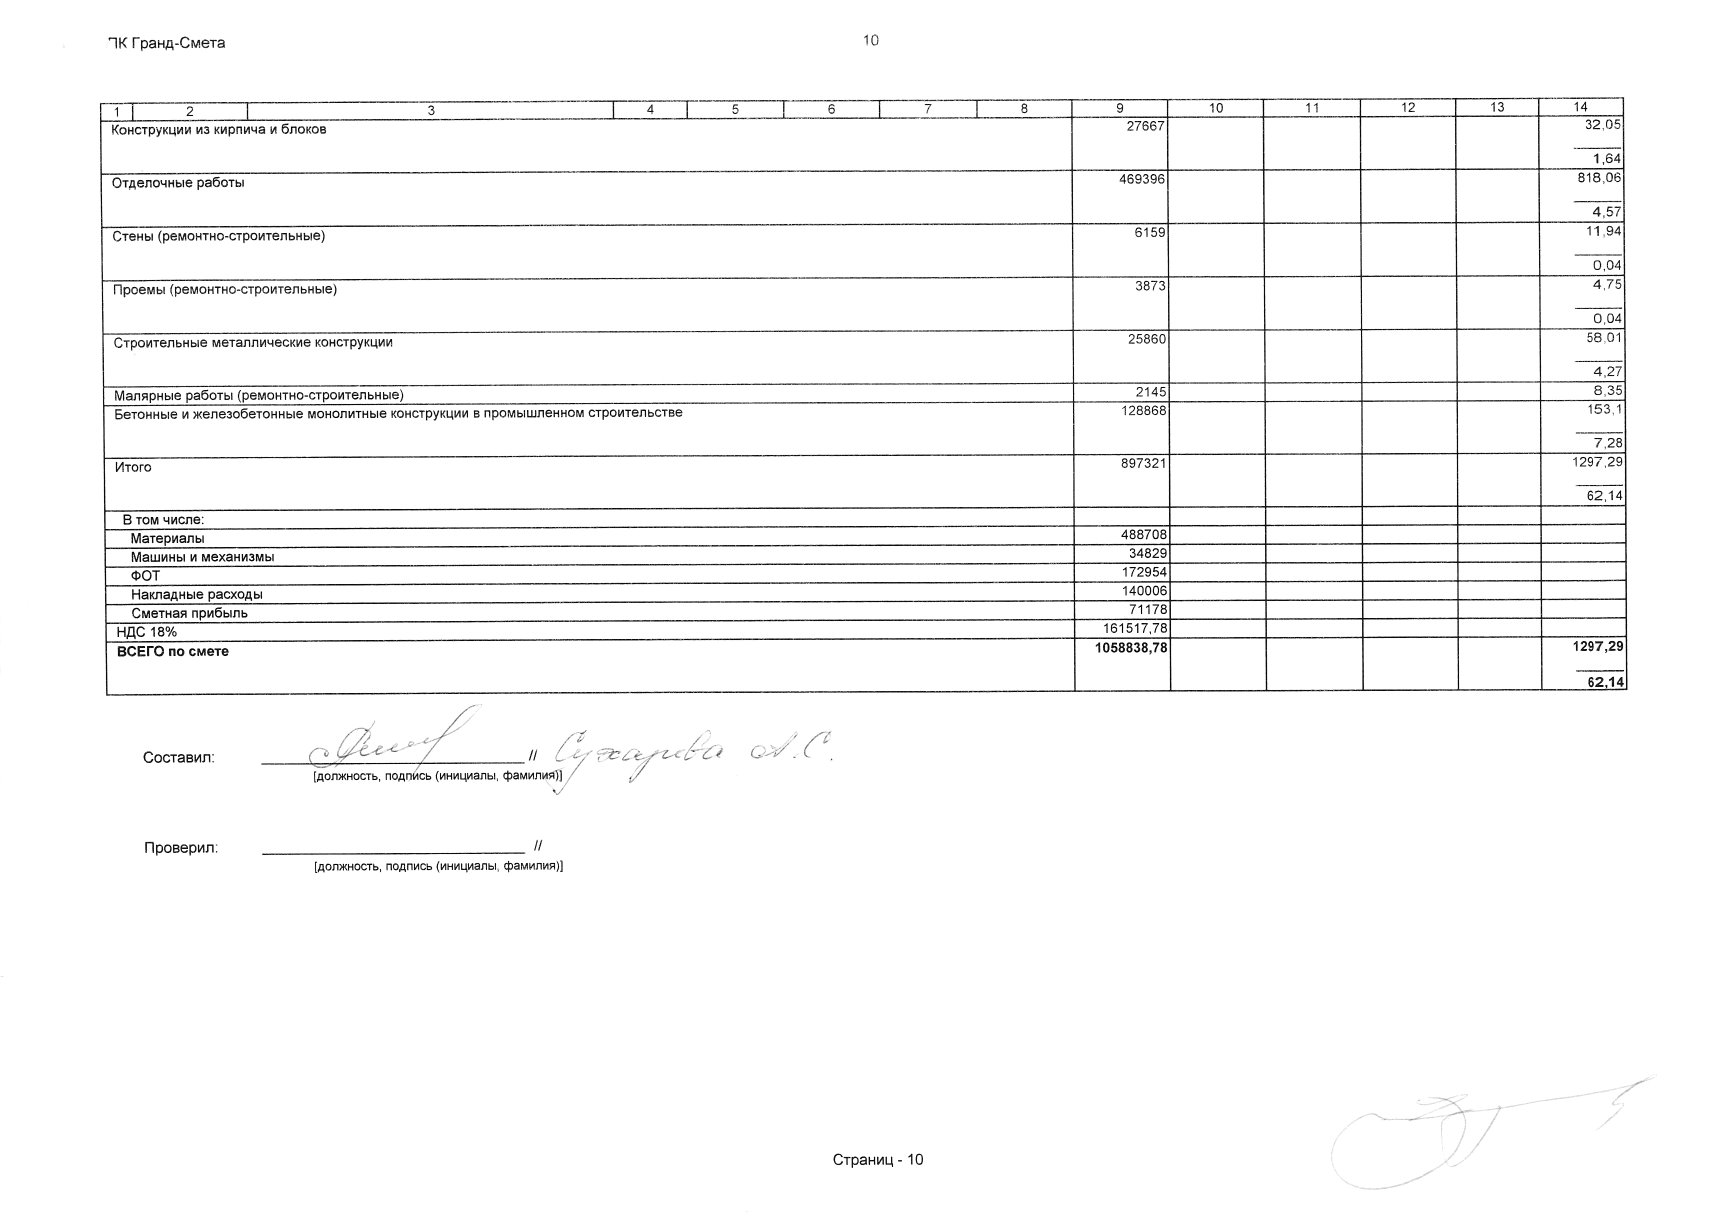 ПК Гранд-Смета
10
1 2 3 4 5 6 7 8 9 10 11 12 13 14
Конструкции из кирпича и блоков 27667 32,05
1,64
Отделочные работы 469396 818,06
4,57
Стены (ремонтно-строительные) 6159 11,94
0,04
Проемы (ремонтно-строительные) 3873 4,75
0,04
Строительные металлические конструкции 25860 58,01
4,27
Малярные работы (ремонтно-строительные) 2145 8,35
Бетонные и железобетонные монолитные конструкции в промышленном строительстве 128868 153,1
7,28
Итого 897321 1297,29
62,14
В том числе:
Материалы 488708
Машины и механизмы 34829
ФОТ 172954
Накладные расходы 140006
Сметная прибыль 71178
НДС 18% 161517,78
ВСЕГО по смете 1058838,78 1297,29
62,14
Составил: // Сухарева А.С.
[должность, подпись (инициалы, фамилия)]
Проверил: //
[должность, подпись (инициалы, фамилия)]
Страниц - 10